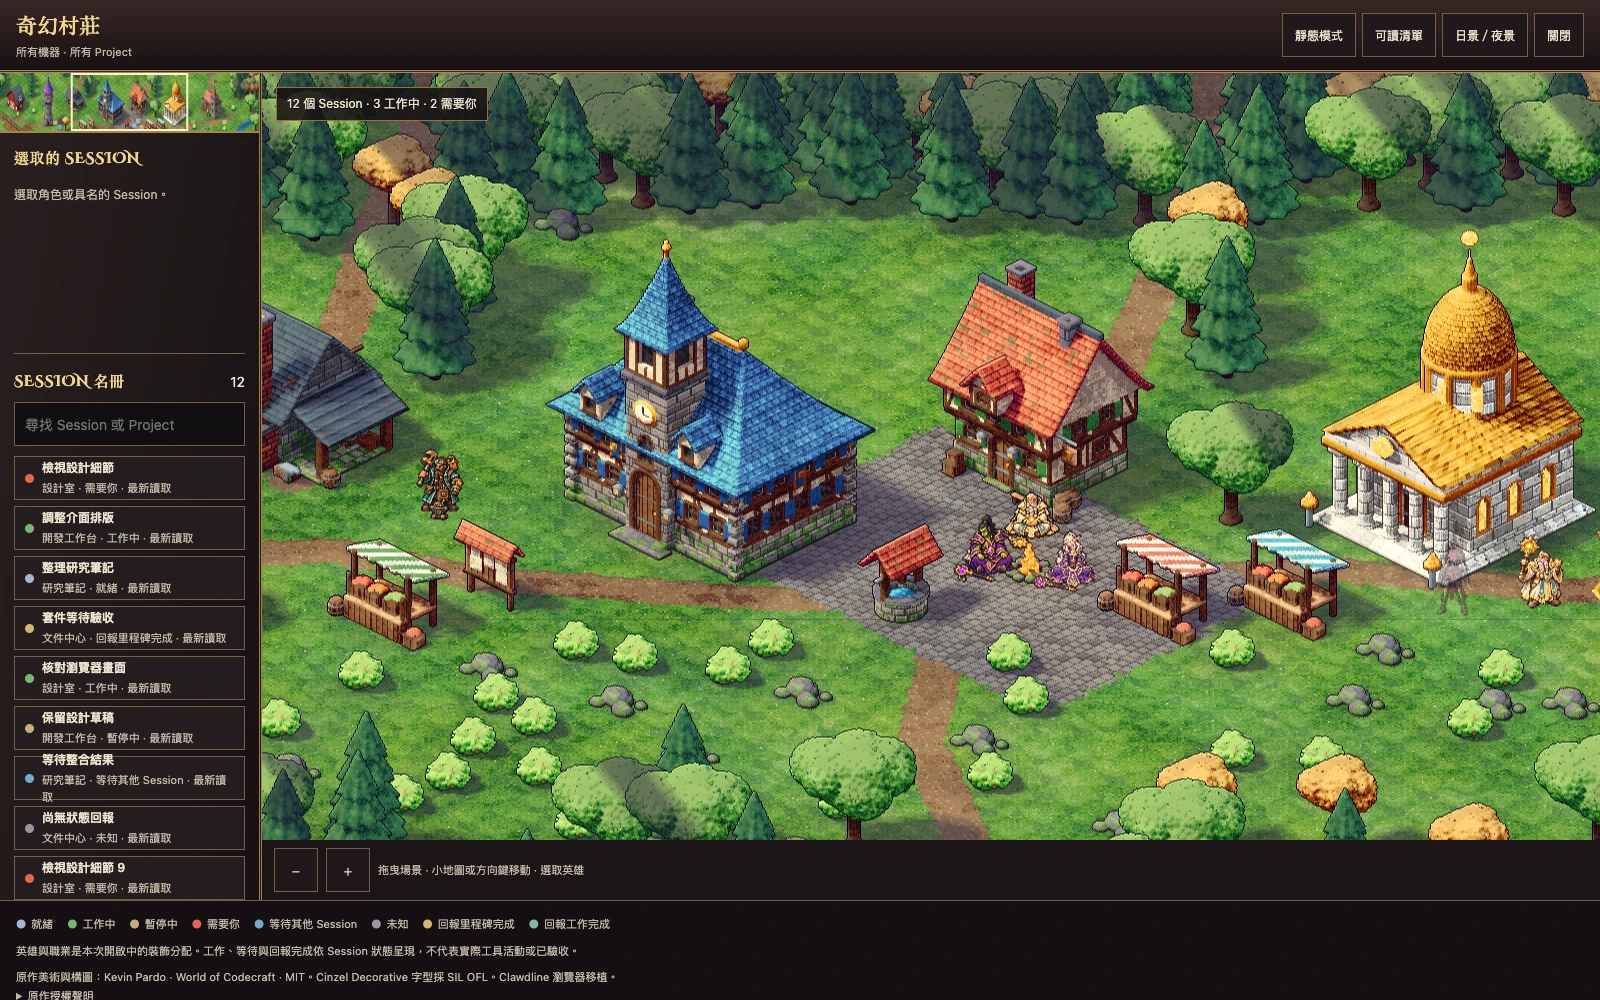 奇幻村莊
所有機器 · 所有 Project
靜態模式
可讀清單
日景 / 夜景
關閉
12 個 Session · 3 工作中 · 2 需要你
選取的 SESSION
選取角色或具名的 Session。
SESSION 名冊
12
尋找 Session 或 Project
檢視設計細節
設計室 · 需要你 · 最新讀取
調整介面排版
開發工作台 · 工作中 · 最新讀取
整理研究筆記
研究筆記 · 就緒 · 最新讀取
套件等待驗收
文件中心 · 回報里程碑完成 · 最新讀取
核對瀏覽器畫面
設計室 · 工作中 · 最新讀取
保留設計草稿
開發工作台 · 暫停中 · 最新讀取
等待整合結果
研究筆記 · 等待其他 Session · 最新讀
取
尚無狀態回報
文件中心 · 未知 · 最新讀取
檢視設計細節 9
設計室 · 需要你 · 最新讀取
−
+
拖曳場景 · 小地圖或方向鍵移動 · 選取英雄
就緒
工作中
暫停中
需要你
等待其他 Session
未知
回報里程碑完成
回報工作完成
英雄與職業是本次開啟中的裝飾分配。工作、等待與回報完成依 Session 狀態呈現，不代表實際工具活動或已驗收。
原作美術與構圖：Kevin Pardo · World of Codecraft · MIT。Cinzel Decorative 字型採 SIL OFL。Clawdline 瀏覽器移植。
▶ 原作授權聲明